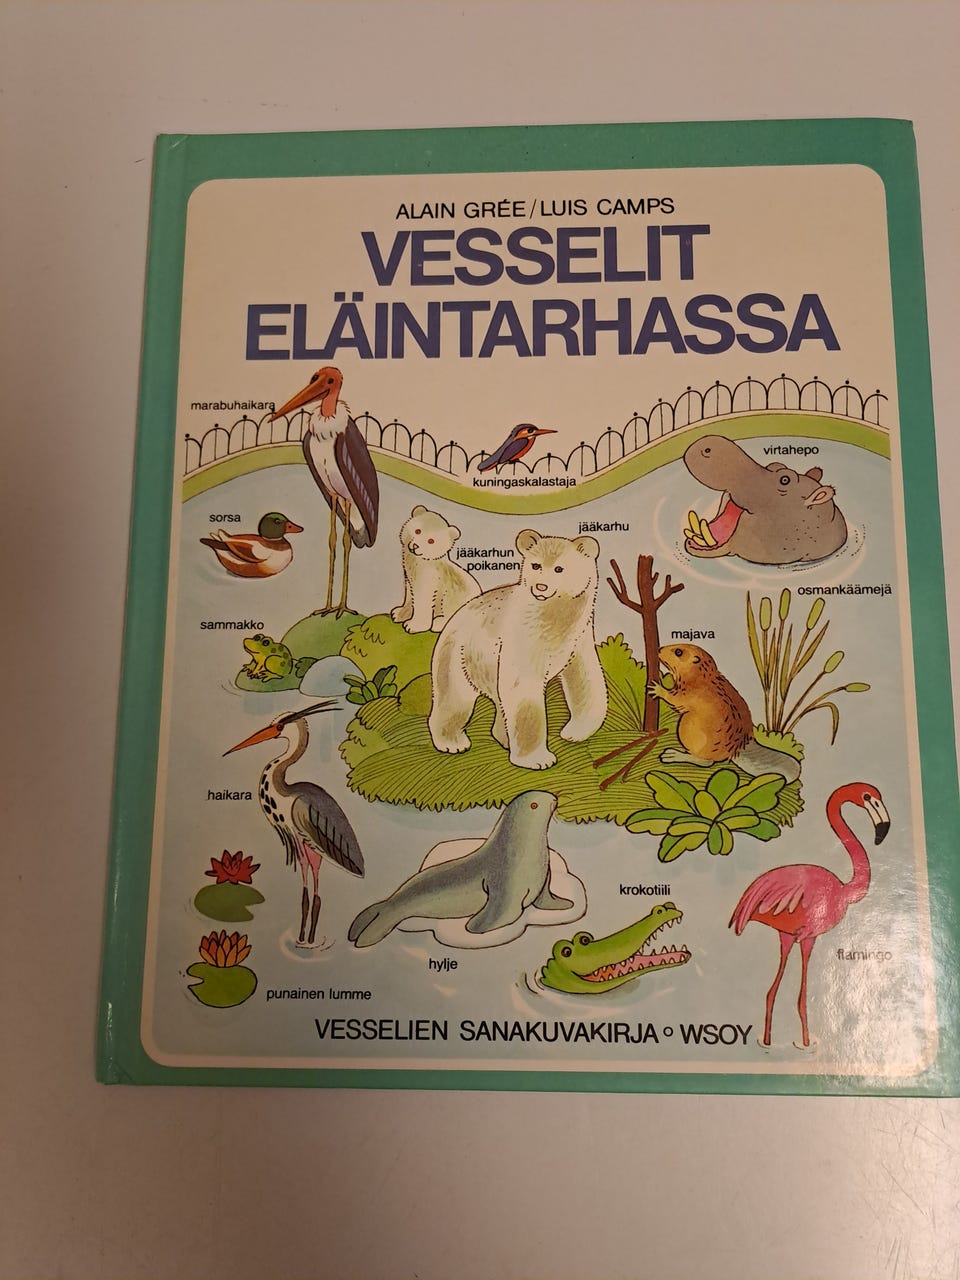 ALAIN GRÉE/LUIS CAMPS
VESSELIT
ELÄINTARHASSA
marabuhaikara
kuningaskalastaja
virtahepo
sorsa
jääkarhu
jääkarhun
poikanen
osmankäämejä
sammakko
majava
haikara
krokotiili
flamingo
hylje
punainen lumme
VESSELIEN SANAKUVAKIRJA ° WSOY